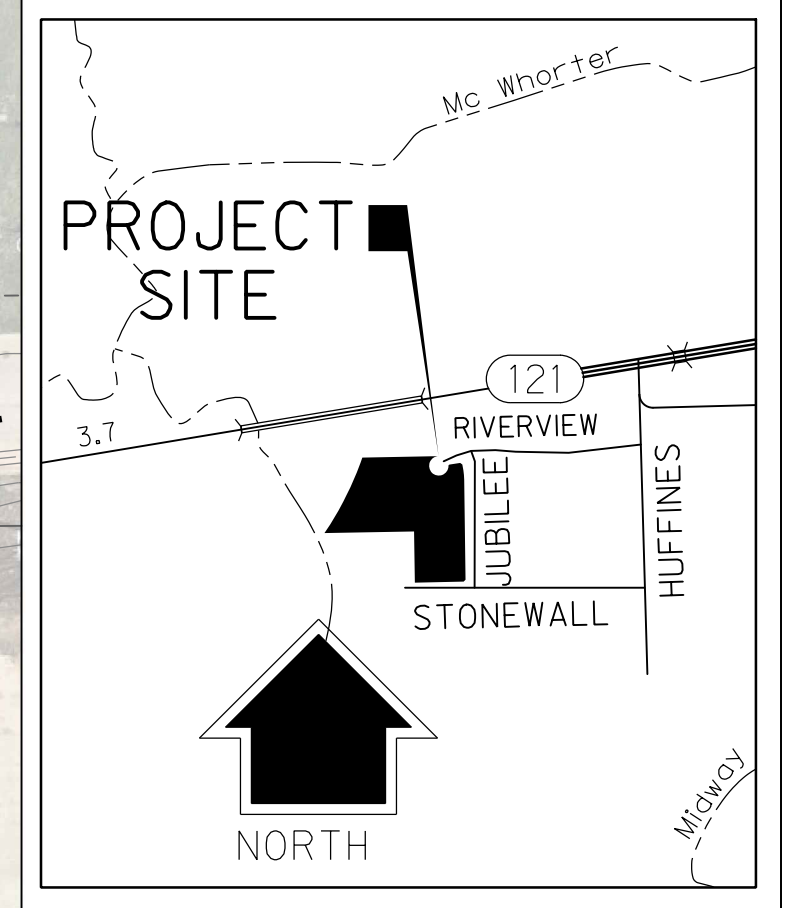 Mc Whorter
PROJECT
SITE
121
3.7
RIVERVIEW
JUBILEE
HUFFINES
STONEWALL
Midway
NORTH